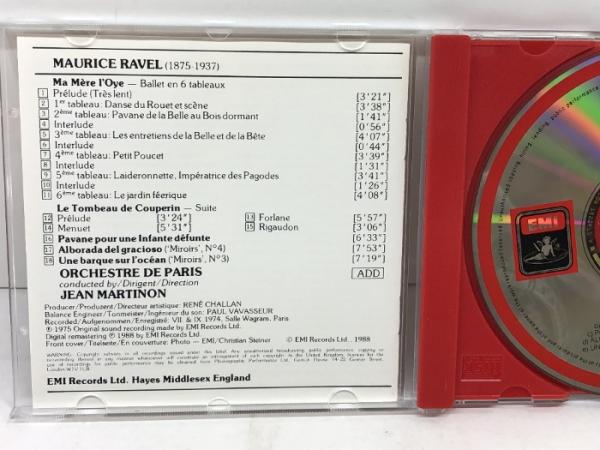 MAURICE RAVEL (1875-1937)
Ma Mère l'Oye – Ballet en 6 tableaux
1 Prélude (Très lent) [3'21"]
2 1er tableau: Danse du Rouet et scène [3'38"]
3 2ème tableau: Pavane de la Belle au Bois dormant [1'41"]
4 Interlude [0'56"]
5 3ème tableau: Les entretiens de la Belle et de la Bête [4'07"]
6 Interlude [0'44"]
7 4ème tableau: Petit Poucet [3'39"]
8 Interlude [1'31"]
9 5ème tableau: Laideronnette, Impératrice des Pagodes [3'41"]
10 Interlude [1'26"]
11 6ème tableau: Le jardin féerique [4'08"]
Le Tombeau de Couperin – Suite
12 Prélude [3'24"] 13 Forlane [5'57"]
14 Menuet [5'31"] 15 Rigaudon [3'06"]
16 Pavane pour une Infante défunte [6'33"]
17 Alborada del gracioso ('Miroirs', Nº4) [7'53"]
18 Une barque sur l'océan ('Miroirs', Nº3) [7'19"]
ORCHESTRE DE PARIS ADD
conducted by/Dirigent/Direction
JEAN MARTINON
Producer/Produzent/Directeur artistique: RENÉ CHALLAN
Balance Engineer/Tonmeister/Ingénieur du son: PAUL VAVASSEUR
Recorded/Aufgenommen/Enregistré: VII & IX 1974, Salle Wagram, Paris.
℗ 1975 Original sound recording made by EMI Records Ltd.
Digital remastering ℗ 1988 by EMI Records Ltd.
Front cover/Titelseite/En couverture: Photo – EMI/Christian Steiner © EMI Records Ltd. 1988
EMI Records Ltd. Hayes Middlesex England
EMI